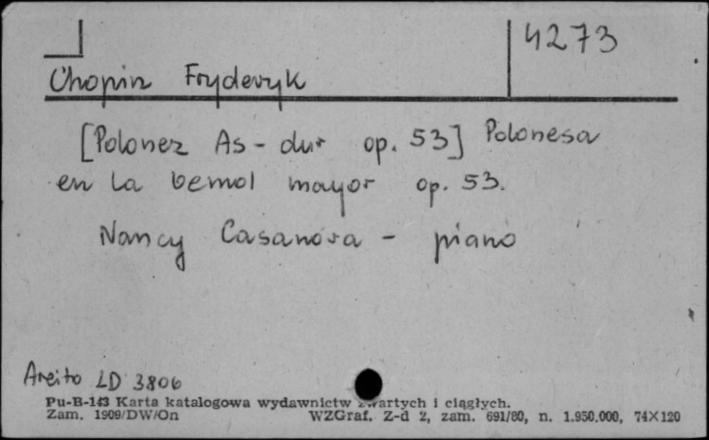 4273
Chopin Fryderyk
[Polonez As-dur op. 53] Polonesa
en La bemol mayor op. 53.
Nancy Casanova - piano
Areito LD 3806
Pu-B-143 Karta katalogowa wydawnictw zwartych i ciągłych.
Zam. 1909/DW/On WZGraf. Z-d 2, zam. 691/80, n. 1.950.000, 74×120